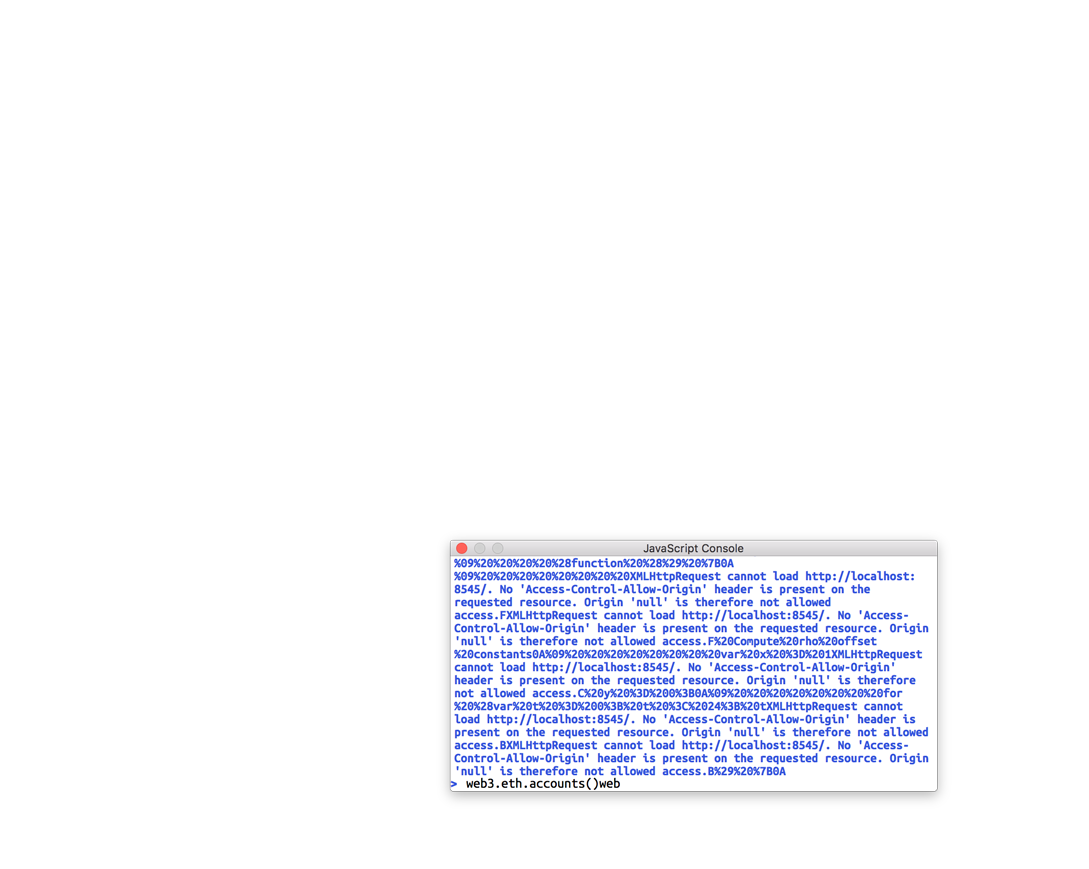 JavaScript Console
%09%20%20%20%20%28function%20%28%29%20%7B0A
%09%20%20%20%20%20%20%20%20XMLHttpRequest cannot load http://localhost:
8545/. No 'Access-Control-Allow-Origin' header is present on the
requested resource. Origin 'null' is therefore not allowed
access.FXMLHttpRequest cannot load http://localhost:8545/. No 'Access-
Control-Allow-Origin' header is present on the requested resource. Origin
'null' is therefore not allowed access.F%20Compute%20rho%20offset
%20constants0A%09%20%20%20%20%20%20%20%20var%20x%20%3D%201XMLHttpRequest
cannot load http://localhost:8545/. No 'Access-Control-Allow-Origin'
header is present on the requested resource. Origin 'null' is therefore
not allowed access.C%20y%20%3D%200%3B0A%09%20%20%20%20%20%20%20%20for
%20%28var%20t%20%3D%200%3B%20t%20%3C%2024%3B%20tXMLHttpRequest cannot
load http://localhost:8545/. No 'Access-Control-Allow-Origin' header is
present on the requested resource. Origin 'null' is therefore not allowed
access.BXMLHttpRequest cannot load http://localhost:8545/. No 'Access-
Control-Allow-Origin' header is present on the requested resource. Origin
'null' is therefore not allowed access.B%29%20%7B0A
> web3.eth.accounts()web